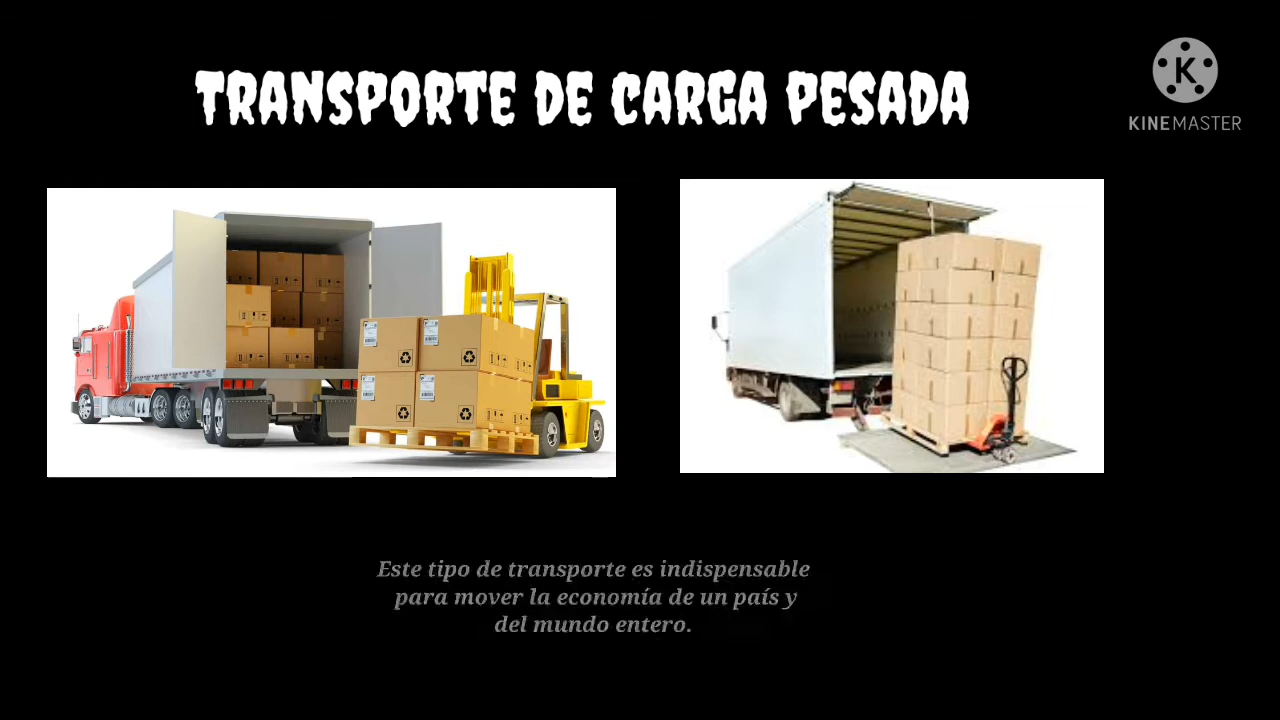 TRANSPORTE DE CARGA PESADA
K
KINEMASTER
Este tipo de transporte es indispensable
para mover la economía de un país y
del mundo entero.